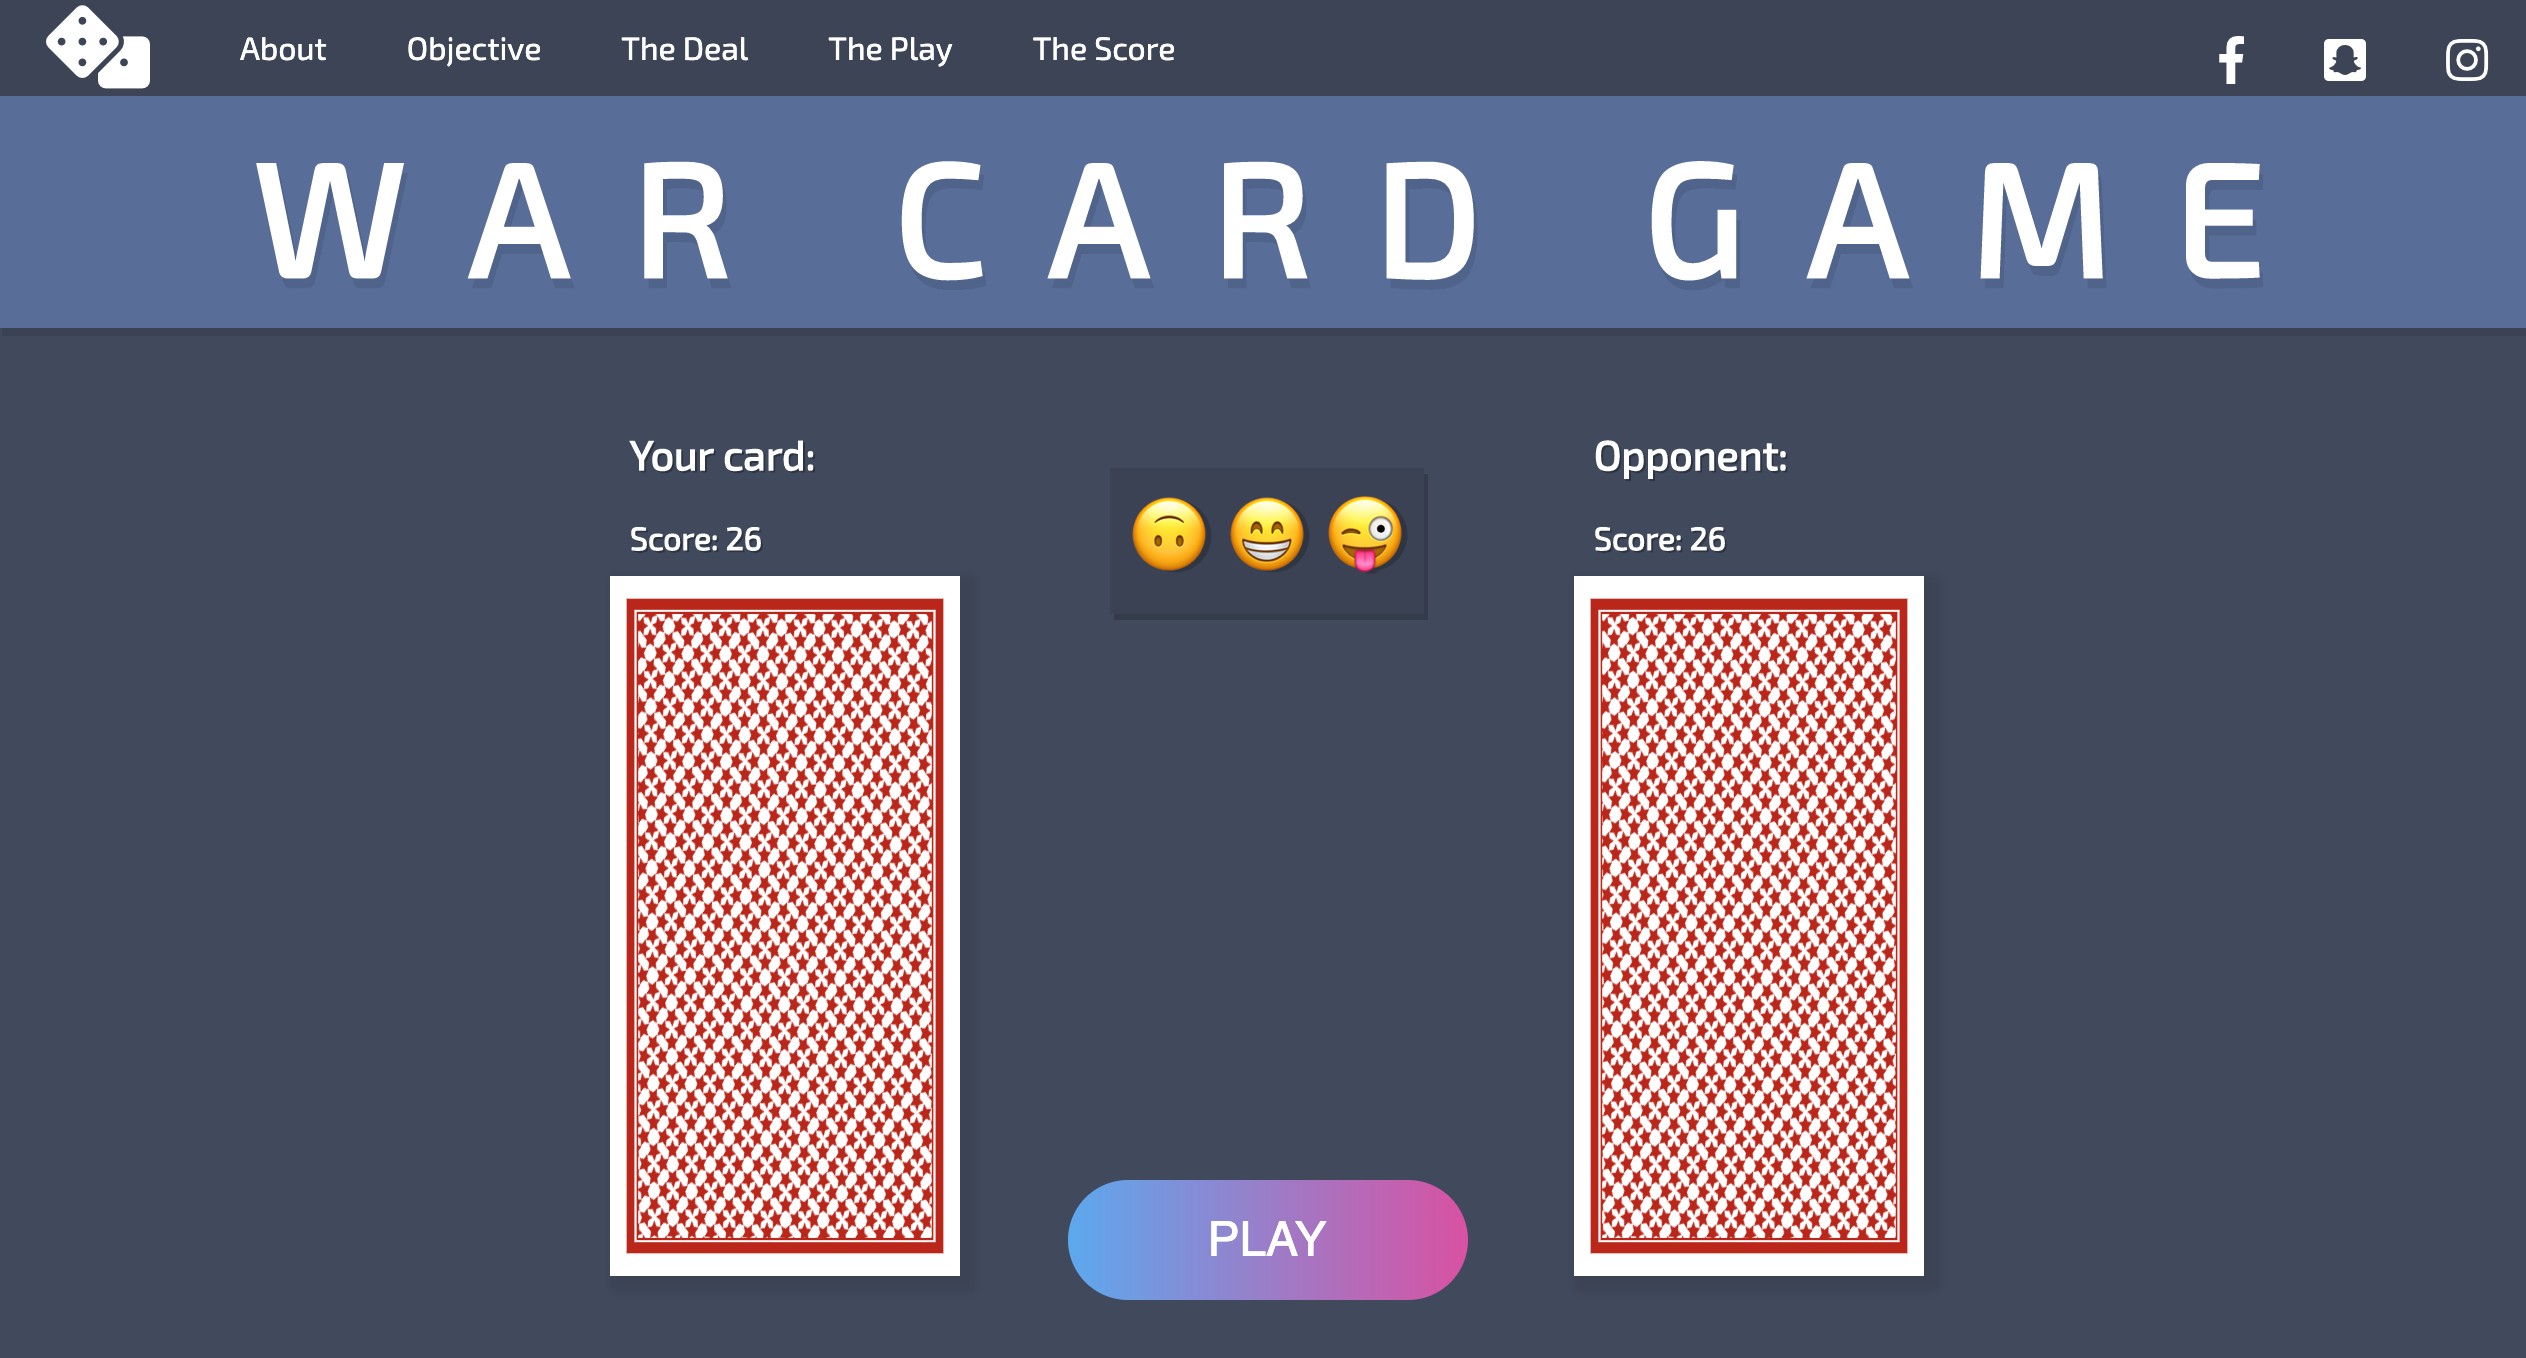 About Objective The Deal The Play The Score
WAR CARD GAME
Your card:
Opponent:
Score: 26
Score: 26
PLAY